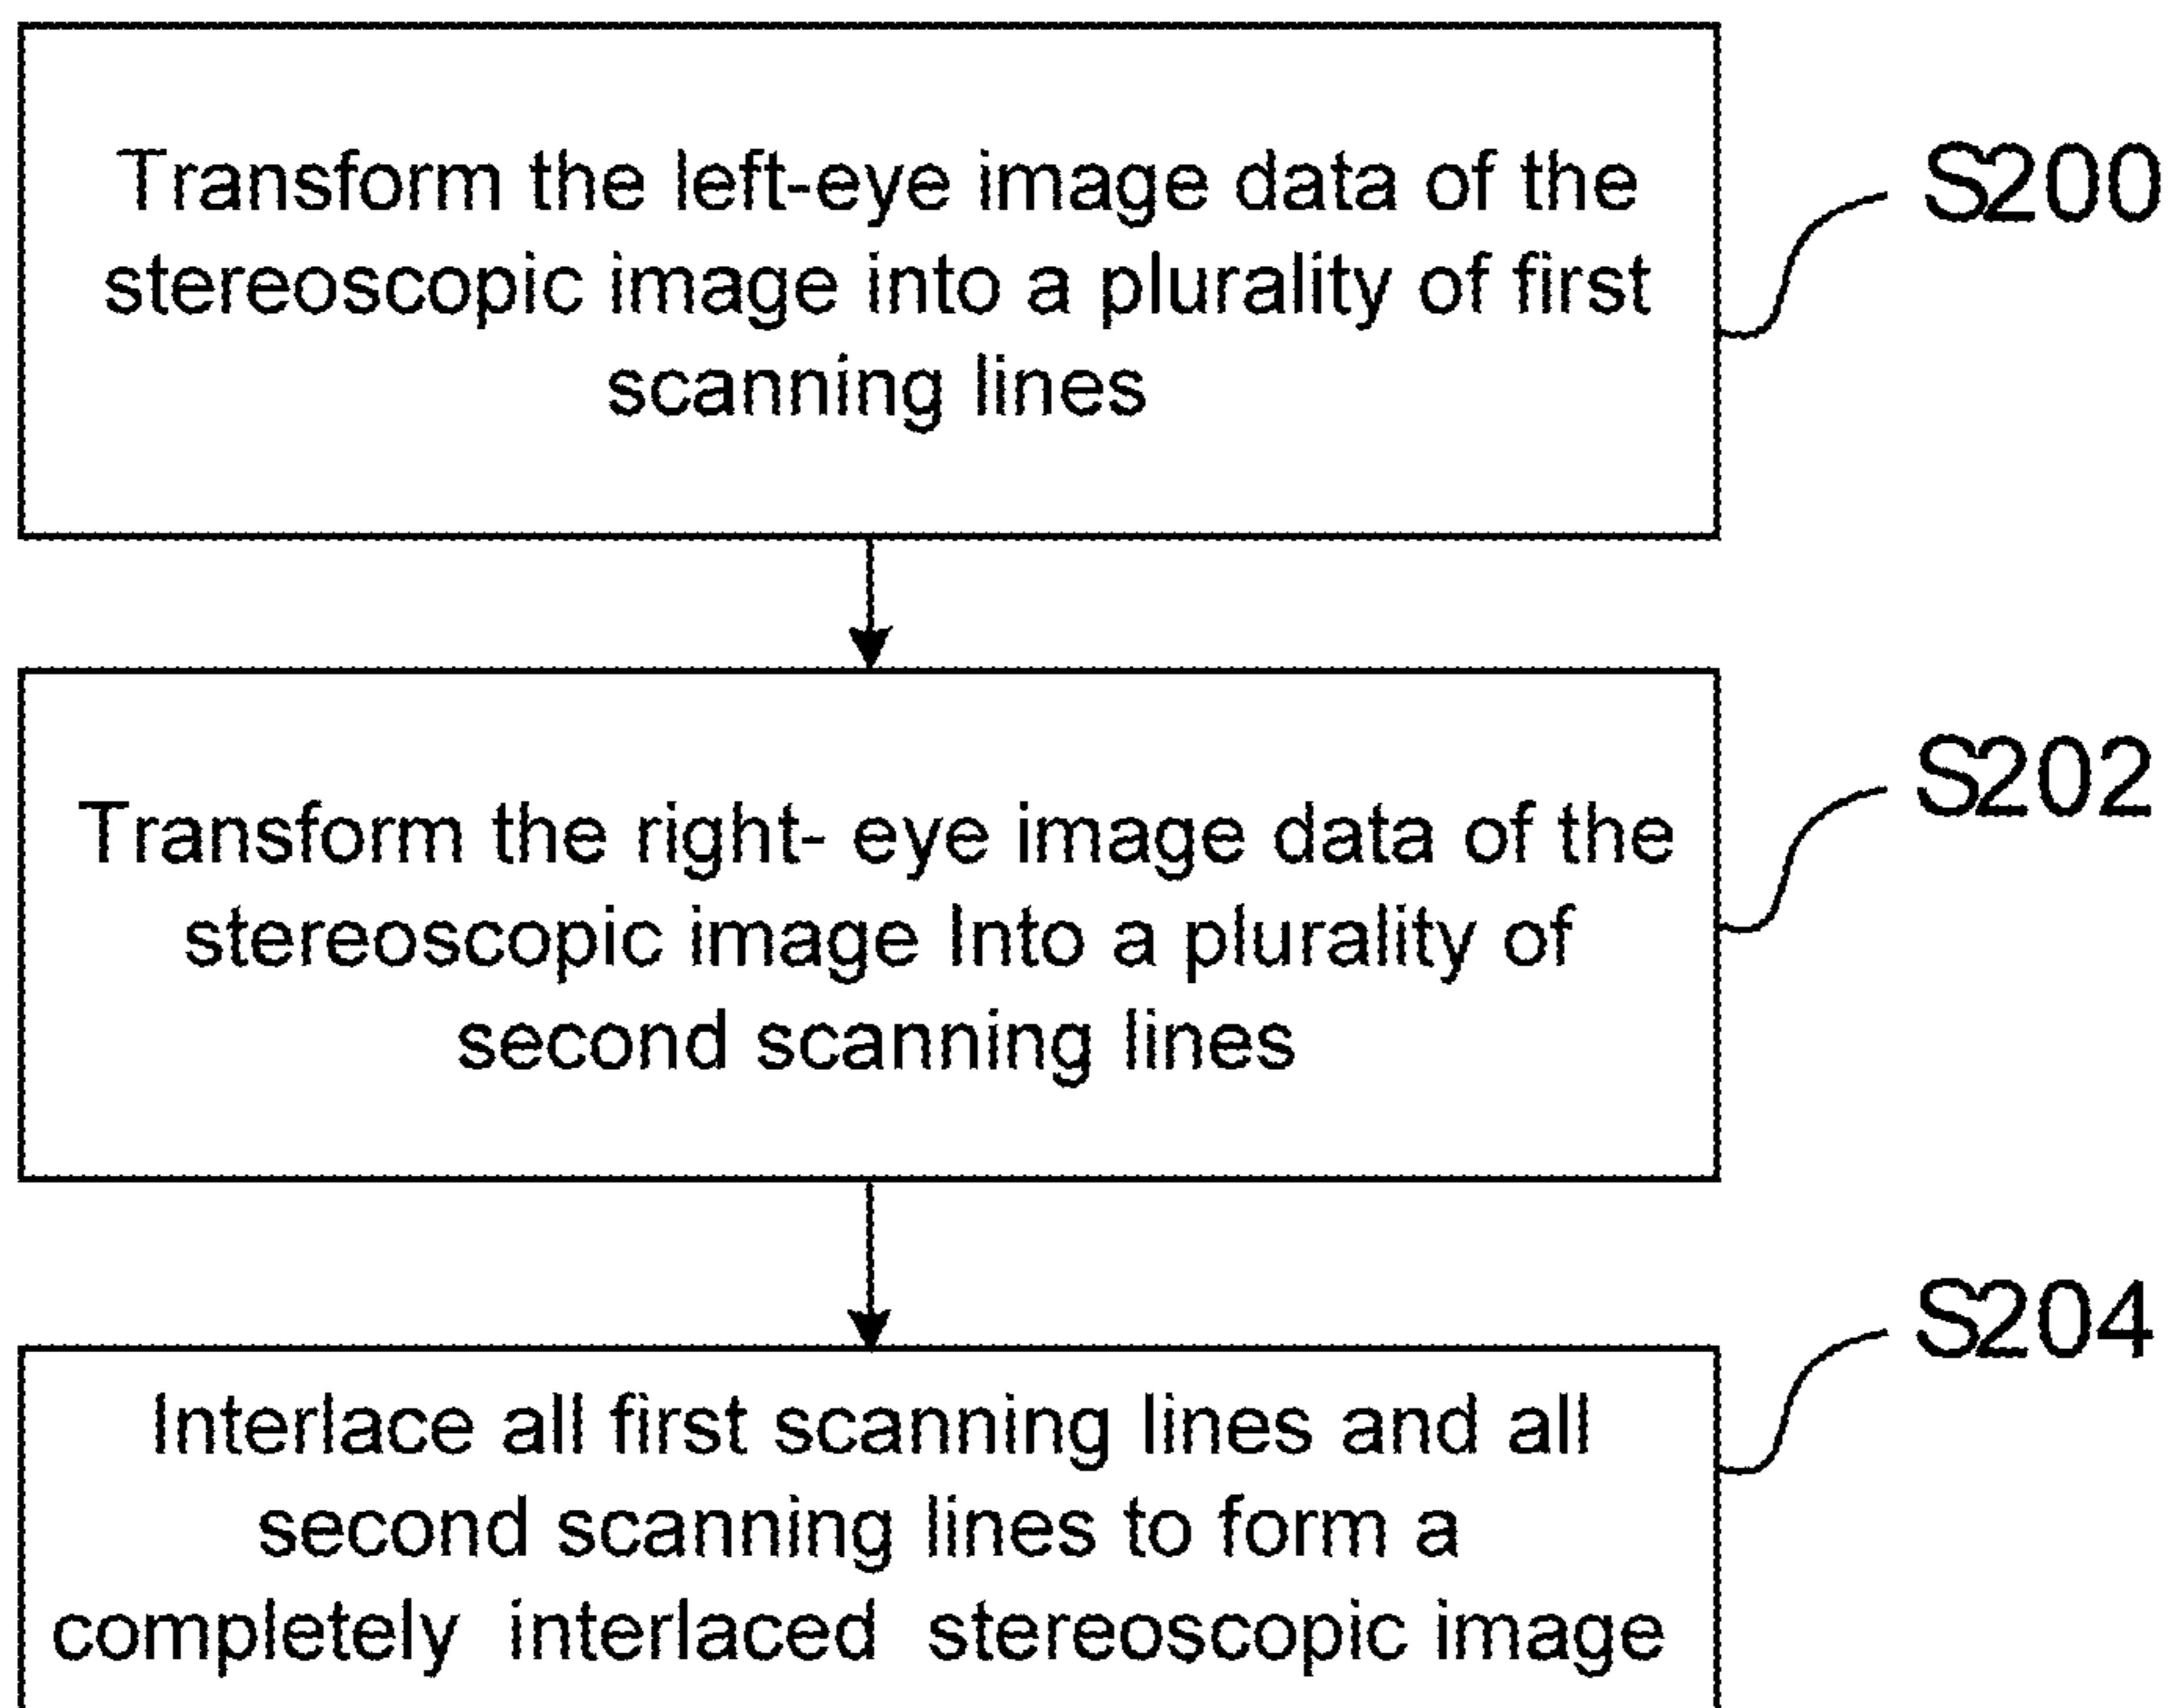 Transform the left-eye image data of the
stereoscopic image into a plurality of first
scanning lines
S200
Transform the right- eye image data of the
stereoscopic image Into a plurality of
second scanning lines
S202
Interlace all first scanning lines and all
second scanning lines to form a
completely interlaced stereoscopic image
S204